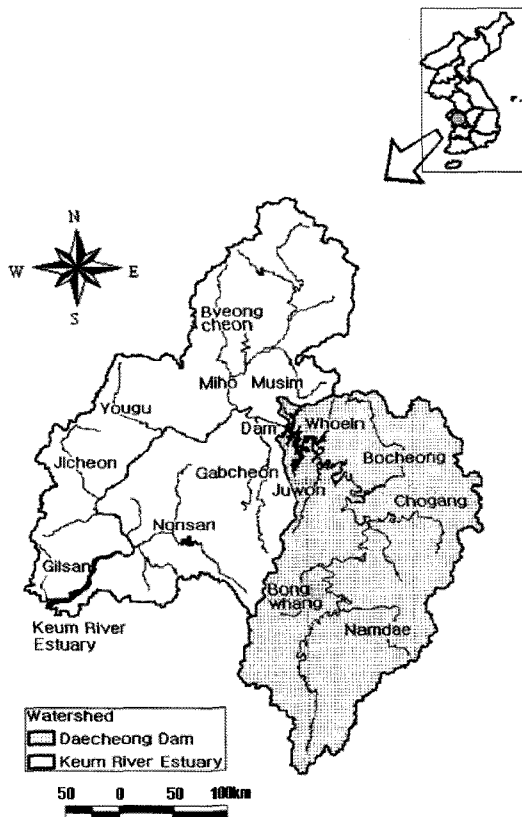 N
W E
S
Byeong
cheon
Miho Musim
Yougu
Dam Whoein
Jicheon
Bocheong
Gabcheon
Juwon
Chogang
Nonsan
Gilsan
Bong
whang
Keum River
Estuary
Namdae
Watershed
Daecheong Dam
Keum River Estuary
50 0 50 100km